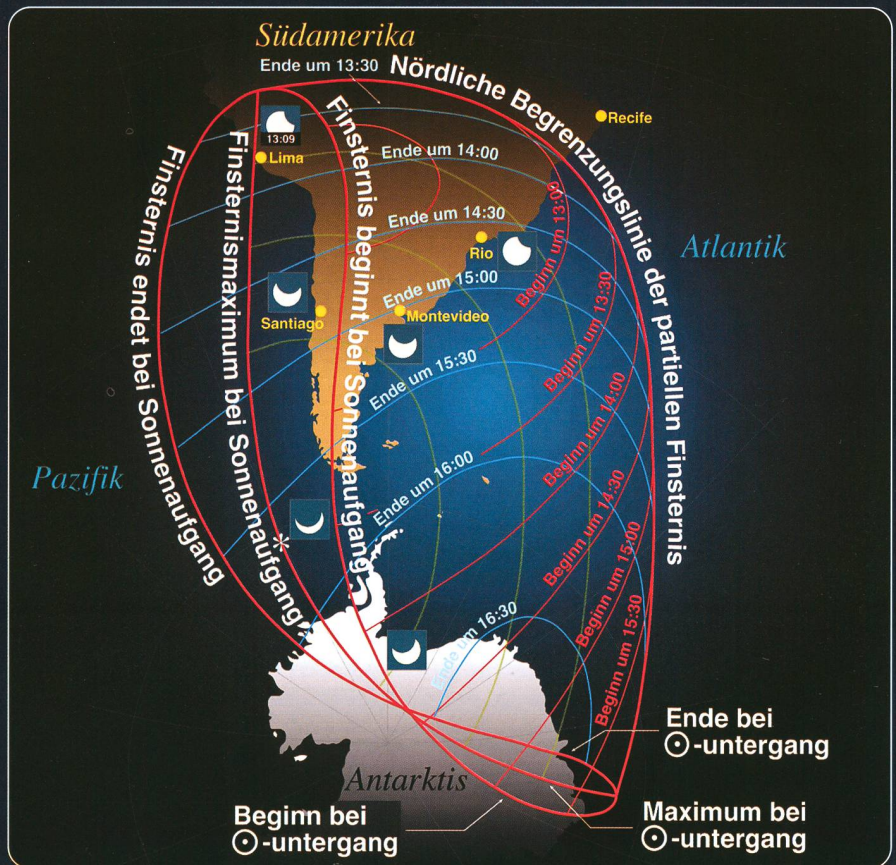 Südamerika
Ende um 13:30
Nördliche Begrenzungslinie der partiellen Finsternis
Recife
13:09
Lima
Finsternis endet bei Sonnenaufgang
Finsternismaximum bei Sonnenaufgang
Finsternis beginnt bei Sonnenaufgang
Ende um 14:00
Ende um 14:30
Rio
Beginn um 13:00
Atlantik
Ende um 15:00
Santiago
Montevideo
Beginn um 13:30
Ende um 15:30
Beginn um 14:00
Pazifik
Ende um 16:00
Beginn um 14:30
*
Beginn um 15:00
Beginn um 15:30
Ende um 16:30
Ende bei
☉-untergang
Antarktis
Beginn bei
☉-untergang
Maximum bei
☉-untergang